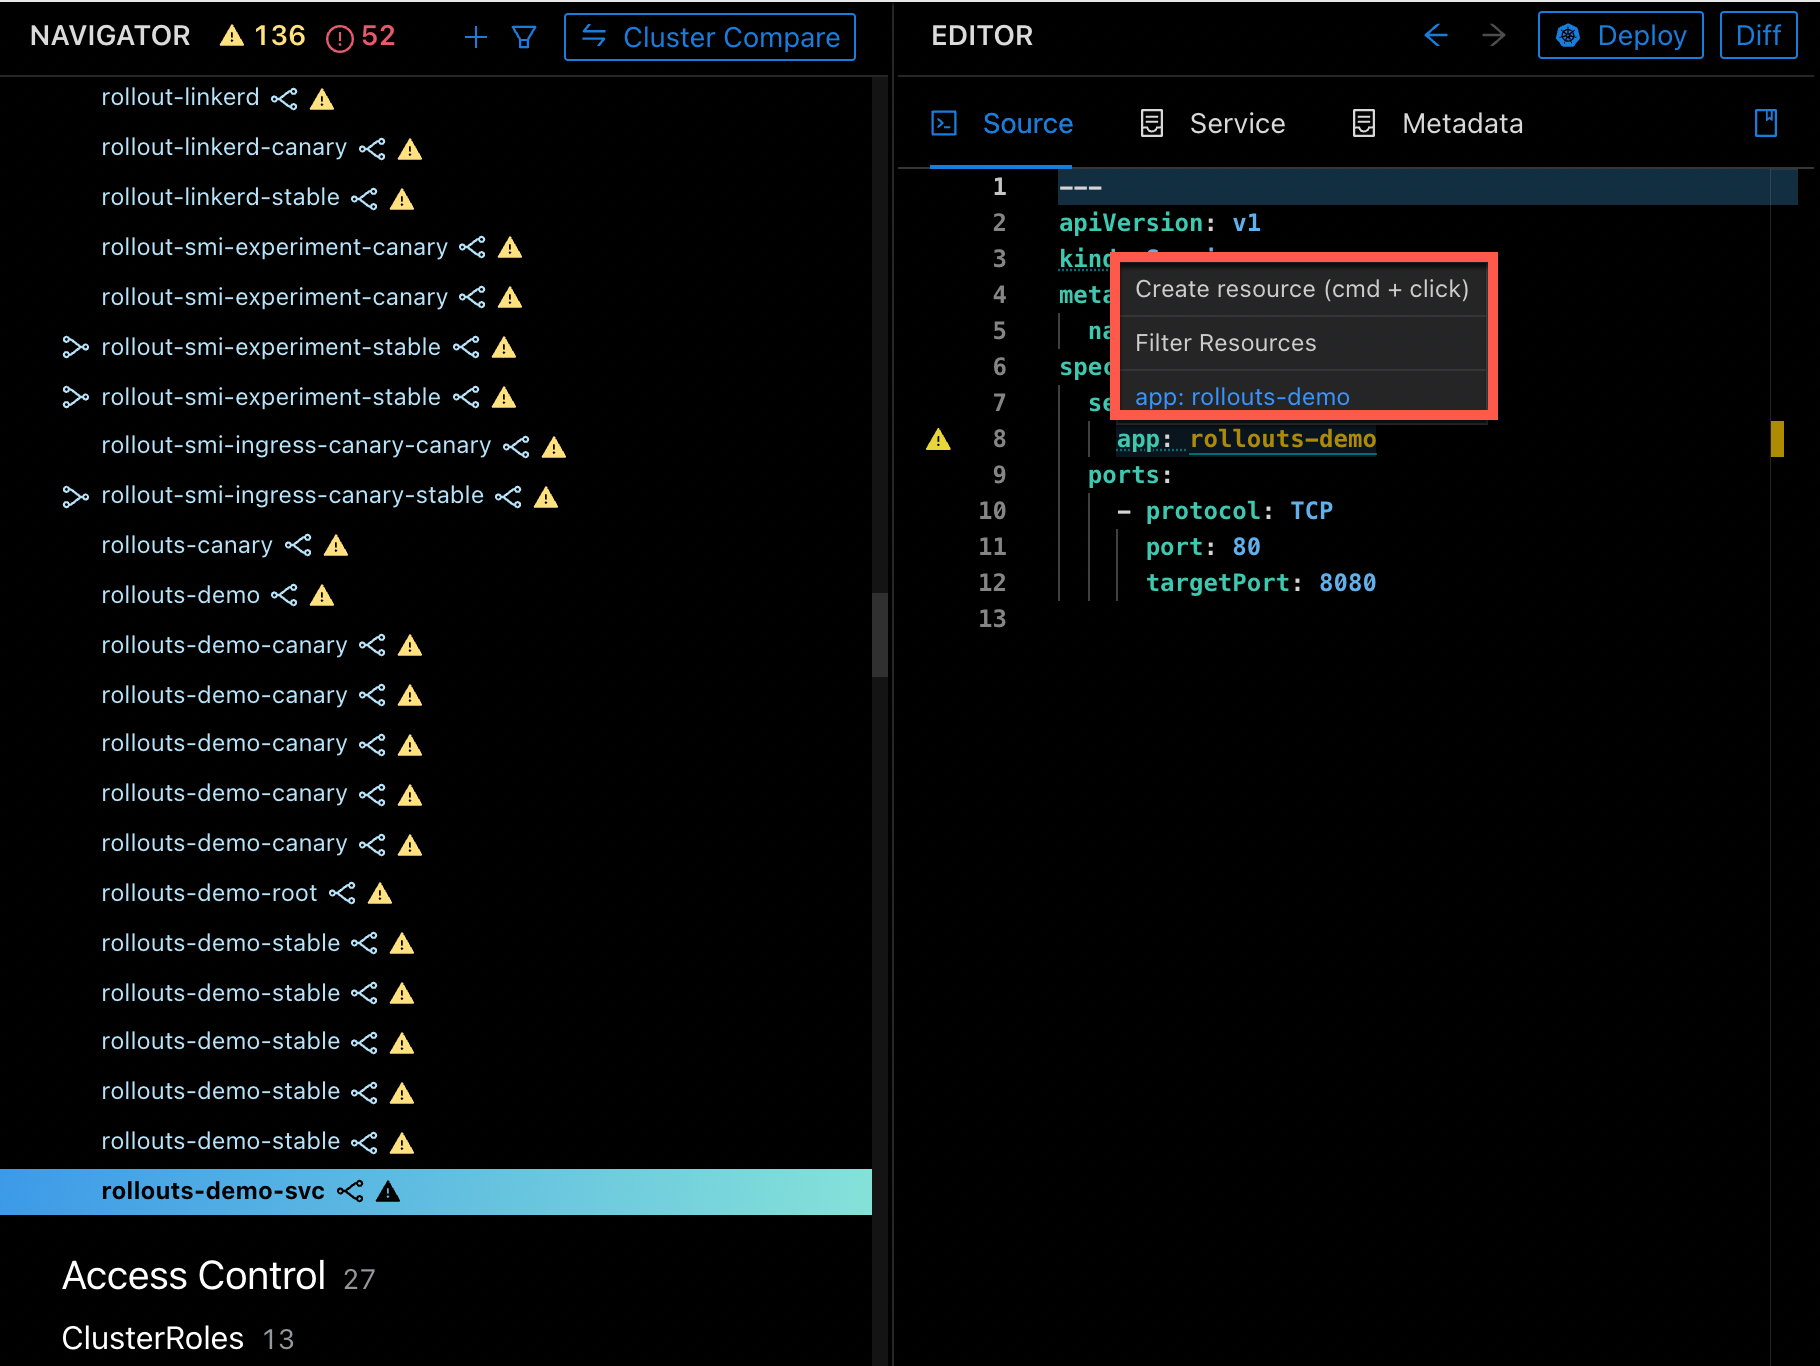 NAVIGATOR 136 52 Cluster Compare
rollout-linkerd
rollout-linkerd-canary
rollout-linkerd-stable
rollout-smi-experiment-canary
rollout-smi-experiment-canary
rollout-smi-experiment-stable
rollout-smi-experiment-stable
rollout-smi-ingress-canary-canary
rollout-smi-ingress-canary-stable
rollouts-canary
rollouts-demo
rollouts-demo-canary
rollouts-demo-canary
rollouts-demo-canary
rollouts-demo-canary
rollouts-demo-canary
rollouts-demo-root
rollouts-demo-stable
rollouts-demo-stable
rollouts-demo-stable
rollouts-demo-stable
rollouts-demo-stable
rollouts-demo-svc
Access Control 27
ClusterRoles 13
EDITOR Deploy Diff
Source Service Metadata
1 ---
2 apiVersion: v1
3 kind
4 meta
5 na
6 spec
7 se
Create resource (cmd + click)
Filter Resources
app: rollouts-demo
8 app: rollouts-demo
9 ports:
10 - protocol: TCP
11 port: 80
12 targetPort: 8080
13